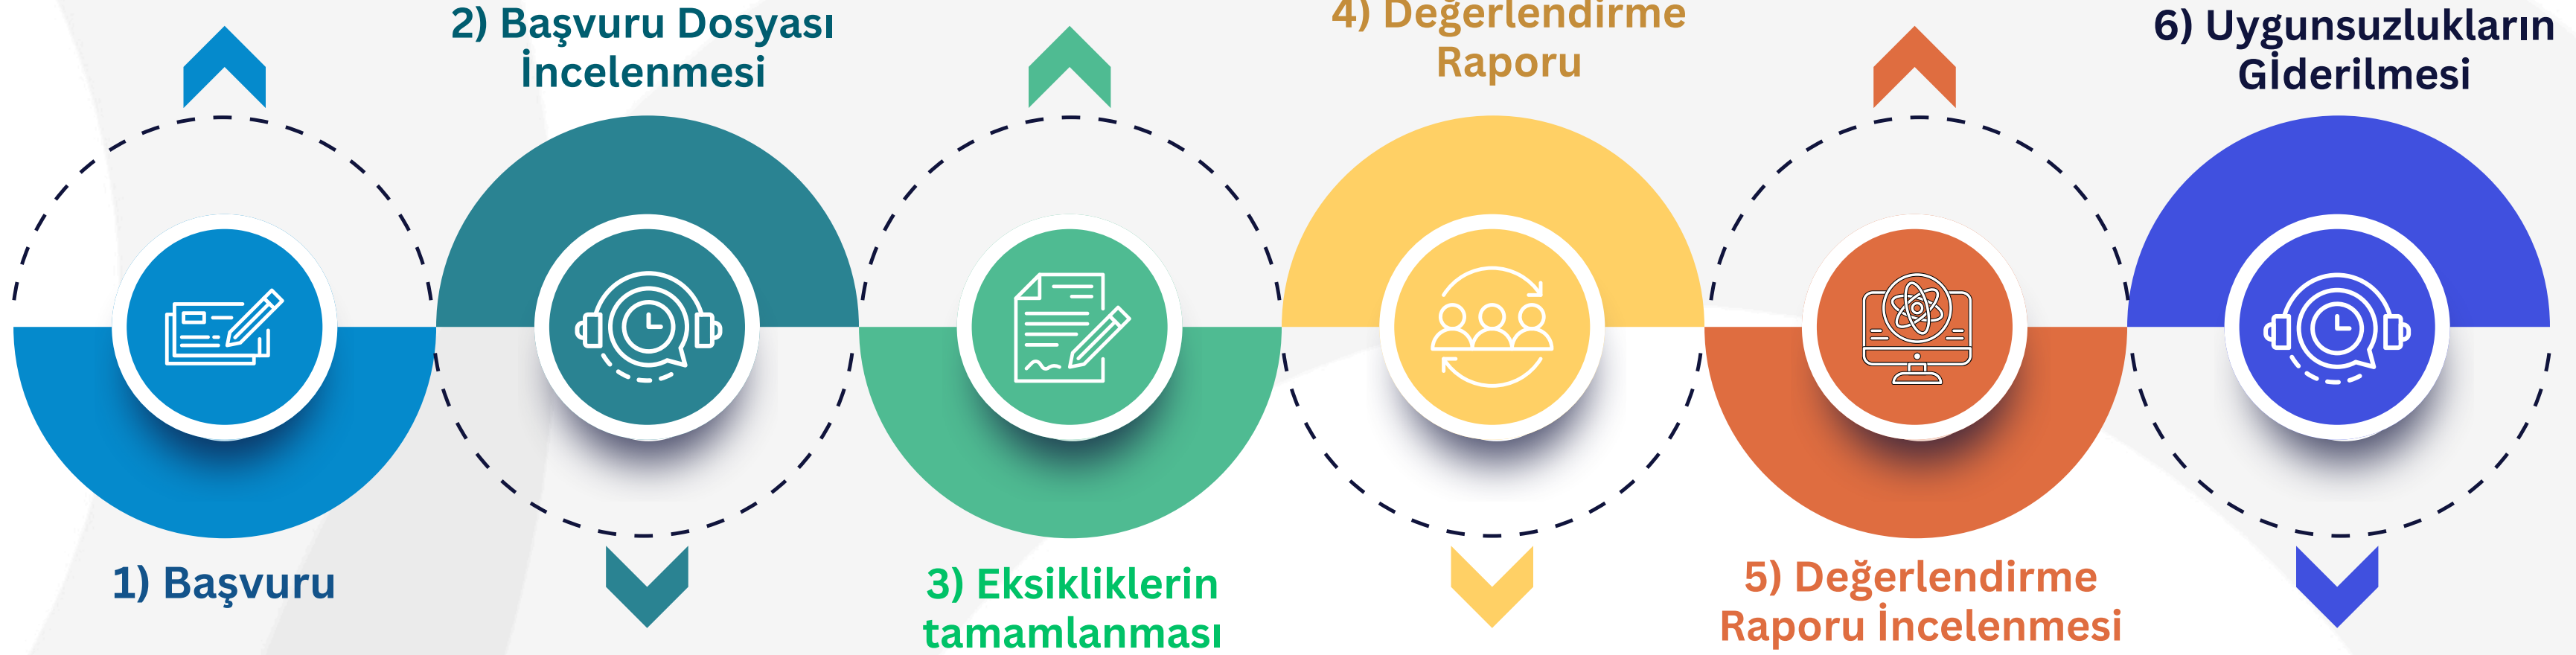 1) Başvuru
2) Başvuru Dosyası
İncelenmesi
3) Eksikliklerin
tamamlanması
4) Değerlendirme
Raporu
5) Değerlendirme
Raporu İncelenmesi
6) Uygunsuzlukların
Giderilmesi